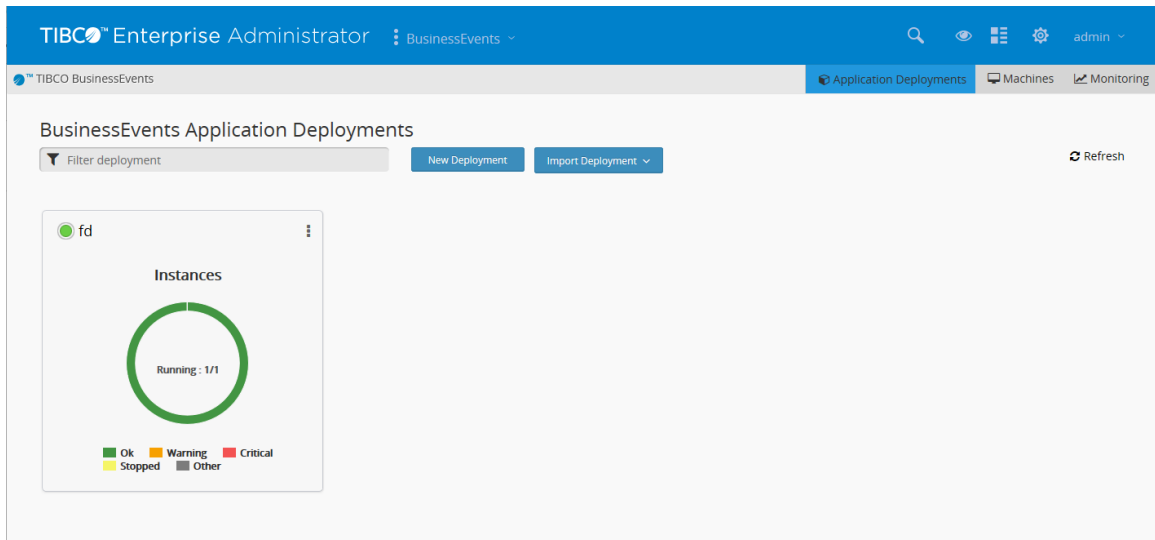 TIBCO™ Enterprise Administrator BusinessEvents admin
™ TIBCO BusinessEvents Application Deployments Machines Monitoring
BusinessEvents Application Deployments
Filter deployment New Deployment Import Deployment Refresh
fd
Instances
Running : 1/1
Ok Warning Critical
Stopped Other